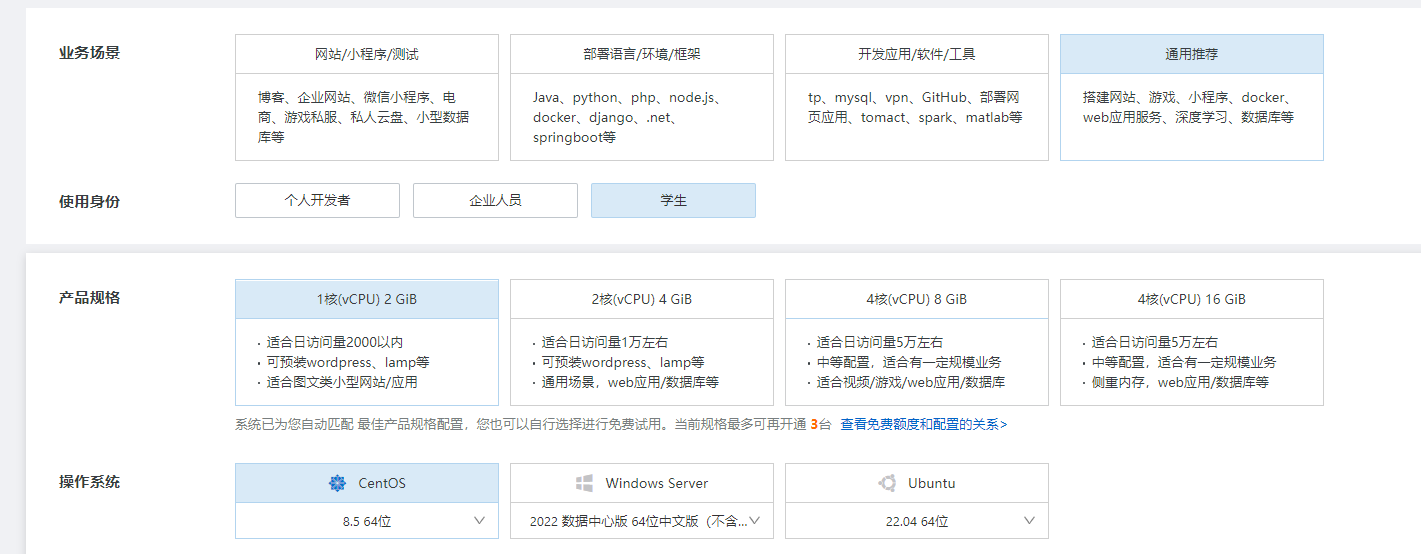 业务场景
网站/小程序/测试
博客、企业网站、微信小程序、电
商、游戏私服、私人云盘、小型数据
库等
部署语言/环境/框架
Java、python、php、node.js、
docker、django、.net、
springboot等
开发应用/软件/工具
tp、mysql、vpn、GitHub、部署网
页应用、tomact、spark、matlab等
通用推荐
搭建网站、游戏、小程序、docker、
web应用服务、深度学习、数据库等
使用身份
个人开发者
企业人员
学生
产品规格
1核(vCPU) 2 GiB
· 适合日访问量2000以内
· 可预装wordpress、lamp等
· 适合图文类小型网站/应用
2核(vCPU) 4 GiB
· 适合日访问量1万左右
· 可预装wordpress、lamp等
· 通用场景，web应用/数据库等
4核(vCPU) 8 GiB
· 适合日访问量5万左右
· 中等配置，适合有一定规模业务
· 适合视频/游戏/web应用/数据库
4核(vCPU) 16 GiB
· 适合日访问量5万左右
· 中等配置，适合有一定规模业务
· 侧重内存，web应用/数据库等
系统已为您自动匹配 最佳产品规格配置，您也可以自行选择进行免费试用。当前规格最多可再开通 3台 查看免费额度和配置的关系>
操作系统
CentOS
8.5 64位
Windows Server
2022 数据中心版 64位中文版（不含...
Ubuntu
22.04 64位